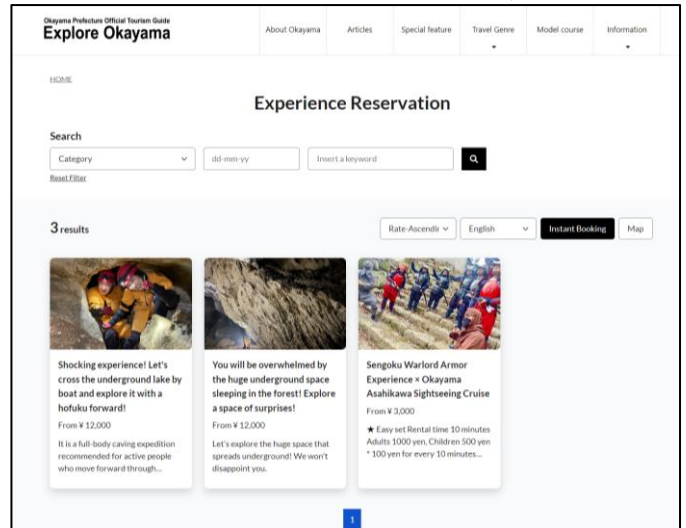 Okayama Prefecture Official Tourism Guide
Explore Okayama
About Okayama
Articles
Special feature
Travel Genre
Model course
Information
HOME
Experience Reservation
Search
Category
dd-mm-yy
Insert a keyword
Reset Filter
3 results
Rate-Ascendir
English
Instant Booking
Map
Shocking experience! Let's
cross the underground lake by
boat and explore it with a
hofuku forward!
From ¥ 12,000
It is a full-body caving expedition
recommended for active people
who move forward through...
You will be overwhelmed by
the huge underground space
sleeping in the forest! Explore
a space of surprises!
From ¥ 12,000
Let's explore the huge space that
spreads underground! We won't
disappoint you.
Sengoku Warlord Armor
Experience × Okayama
Asahikawa Sightseeing Cruise
From ¥ 3,000
★ Easy set Rental time 10 minutes
Adults 1000 yen, Children 500 yen
* 100 yen for every 10 minutes...
1